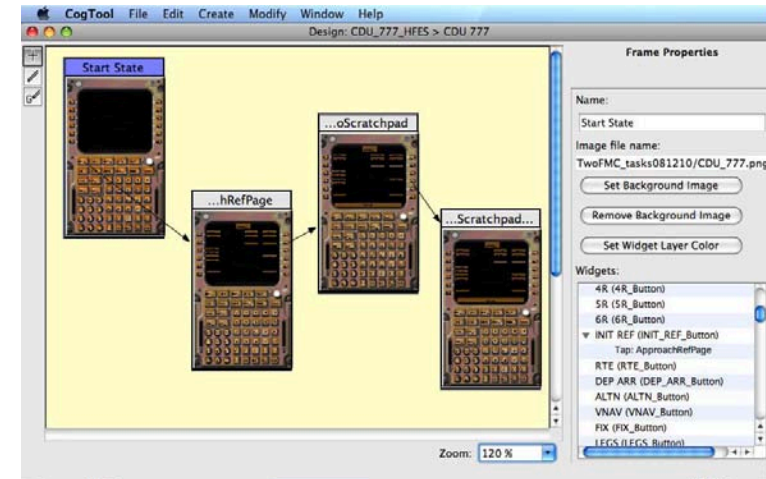 CogTool File Edit Create Modify Window Help
Design: CDU_777_HFES > CDU 777
Start State
...hRefPage
...oScratchpad
...Scratchpad...
Zoom: 120 %
Frame Properties
Name:
Start State
Image file name:
TwoFMC_tasks081210/CDU_777.png
Set Background Image
Remove Background Image
Set Widget Layer Color
Widgets:
4R (4R_Button)
5R (5R_Button)
6R (6R_Button)
INIT REF (INIT_REF_Button)
Tap: ApproachRefPage
RTE (RTE_Button)
DEP ARR (DEP_ARR_Button)
ALTN (ALTN_Button)
VNAV (VNAV_Button)
FIX (FIX_Button)
LEGS (LEGS_Button)